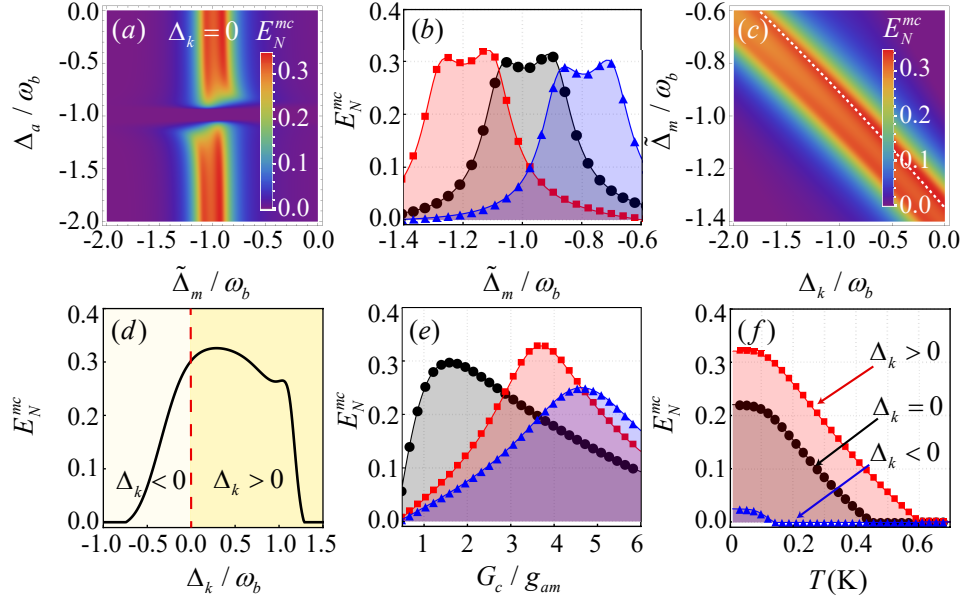 (a) Δ_k = 0 E_N^{mc}
0.3
0.2
0.1
0.0
Δ_a / ω_b
0.0
-0.5
-1.0
-1.5
-2.0
-2.0 -1.5 -1.0 -0.5 0.0
Δ̃_m / ω_b
(b)
E_N^{mc}
0.4
0.3
0.2
0.1
0.0
-1.4 -1.2 -1.0 -0.8 -0.6
Δ̃_m / ω_b
(c) E_N^{mc}
0.3
0.2
0.1
0.0
Δ̃_m / ω_b
-0.6
-0.8
-1.0
-1.2
-1.4
-2.0 -1.5 -1.0 -0.5 0.0
Δ_k / ω_b
(d)
E_N^{mc}
0.4
0.3
0.2
0.1
0.0
Δ_k < 0 Δ_k > 0
-1.0 -0.5 0.0 0.5 1.0 1.5
Δ_k / ω_b
(e)
E_N^{mc}
0.4
0.3
0.2
0.1
0.0
1 2 3 4 5 6
G_c / g_{am}
(f)
E_N^{mc}
0.4
0.3
0.2
0.1
0.0
Δ_k > 0
Δ_k = 0
Δ_k < 0
0 0.2 0.4 0.6
T(K)